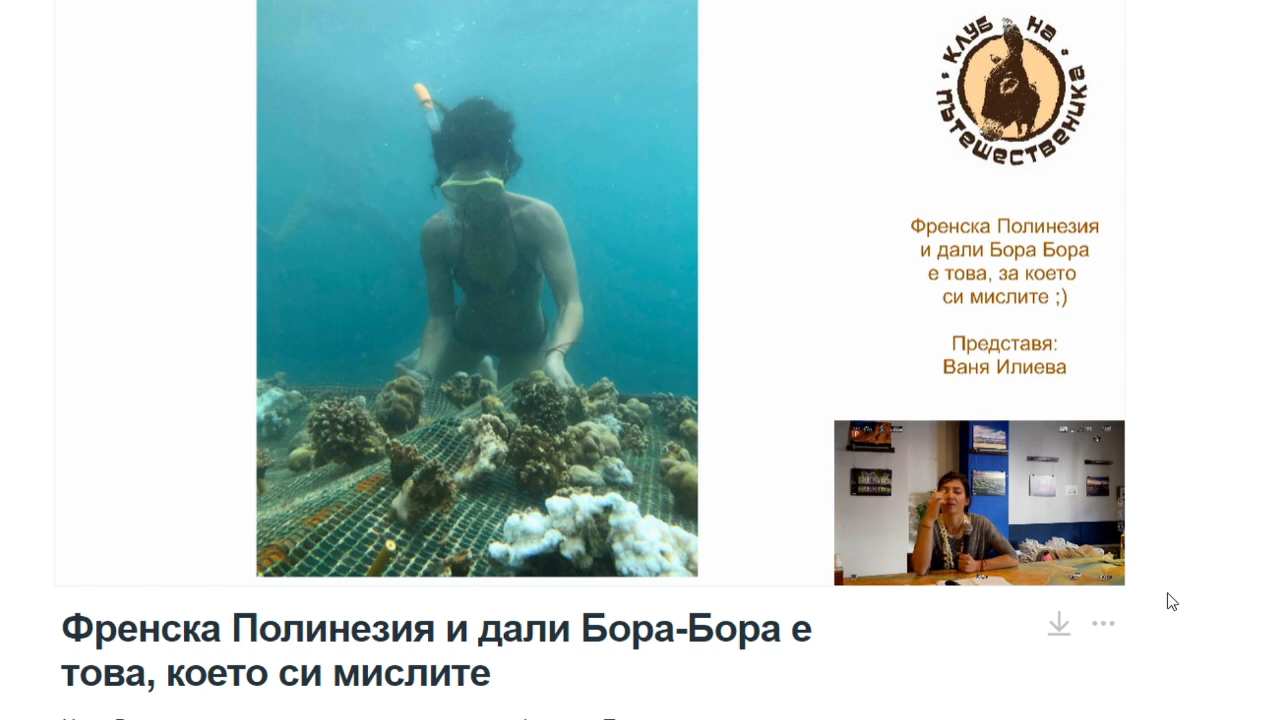 КЛУБ НА ПЪТЕШЕСТВЕНИКА
Френска Полинезия
и дали Бора Бора
е това, за което
си мислите ;)
Представя:
Ваня Илиева
Френска Полинезия и дали Бора-Бора е
това, което си мислите